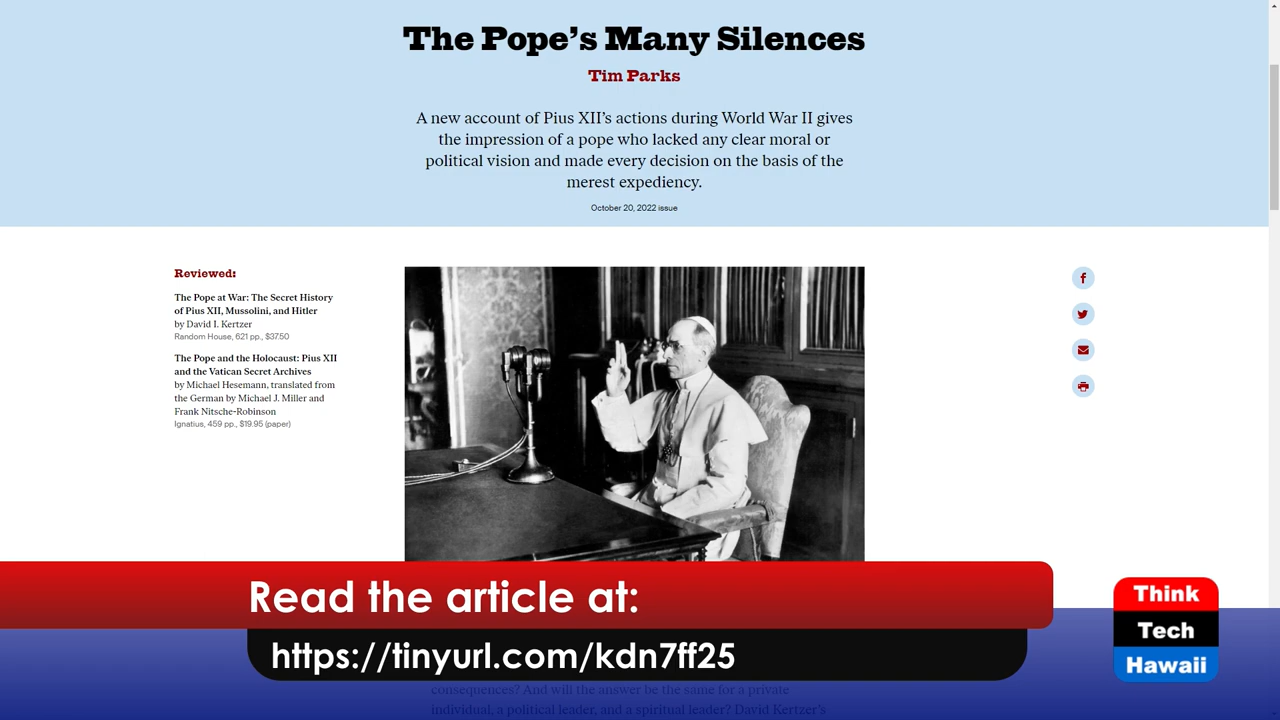 The Pope's Many Silences
Tim Parks
A new account of Pius XII's actions during World War II gives
the impression of a pope who lacked any clear moral or
political vision and made every decision on the basis of the
merest expediency.
October 20, 2022 issue
Reviewed:
The Pope at War: The Secret History
of Pius XII, Mussolini, and Hitler
by David I. Kertzer
Random House, 621 pp., $37.50
The Pope and the Holocaust: Pius XII
and the Vatican Secret Archives
by Michael Hesemann, translated from
the German by Michael J. Miller and
Frank Nitsche-Robinson
Ignatius, 459 pp., $19.95 (paper)
Read the article at:
https://tinyurl.com/kdn7ff25
Think
Tech
Hawaii
consequences? And will the answer be the same for a private
individual, a political leader, and a spiritual leader? David Kertzer's